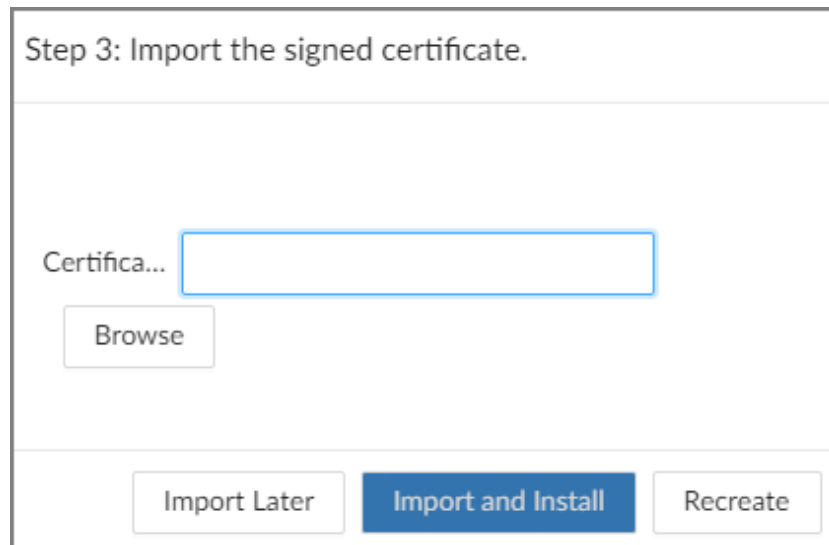 Step 3: Import the signed certificate.
Certifica...
Browse
Import Later Import and Install Recreate